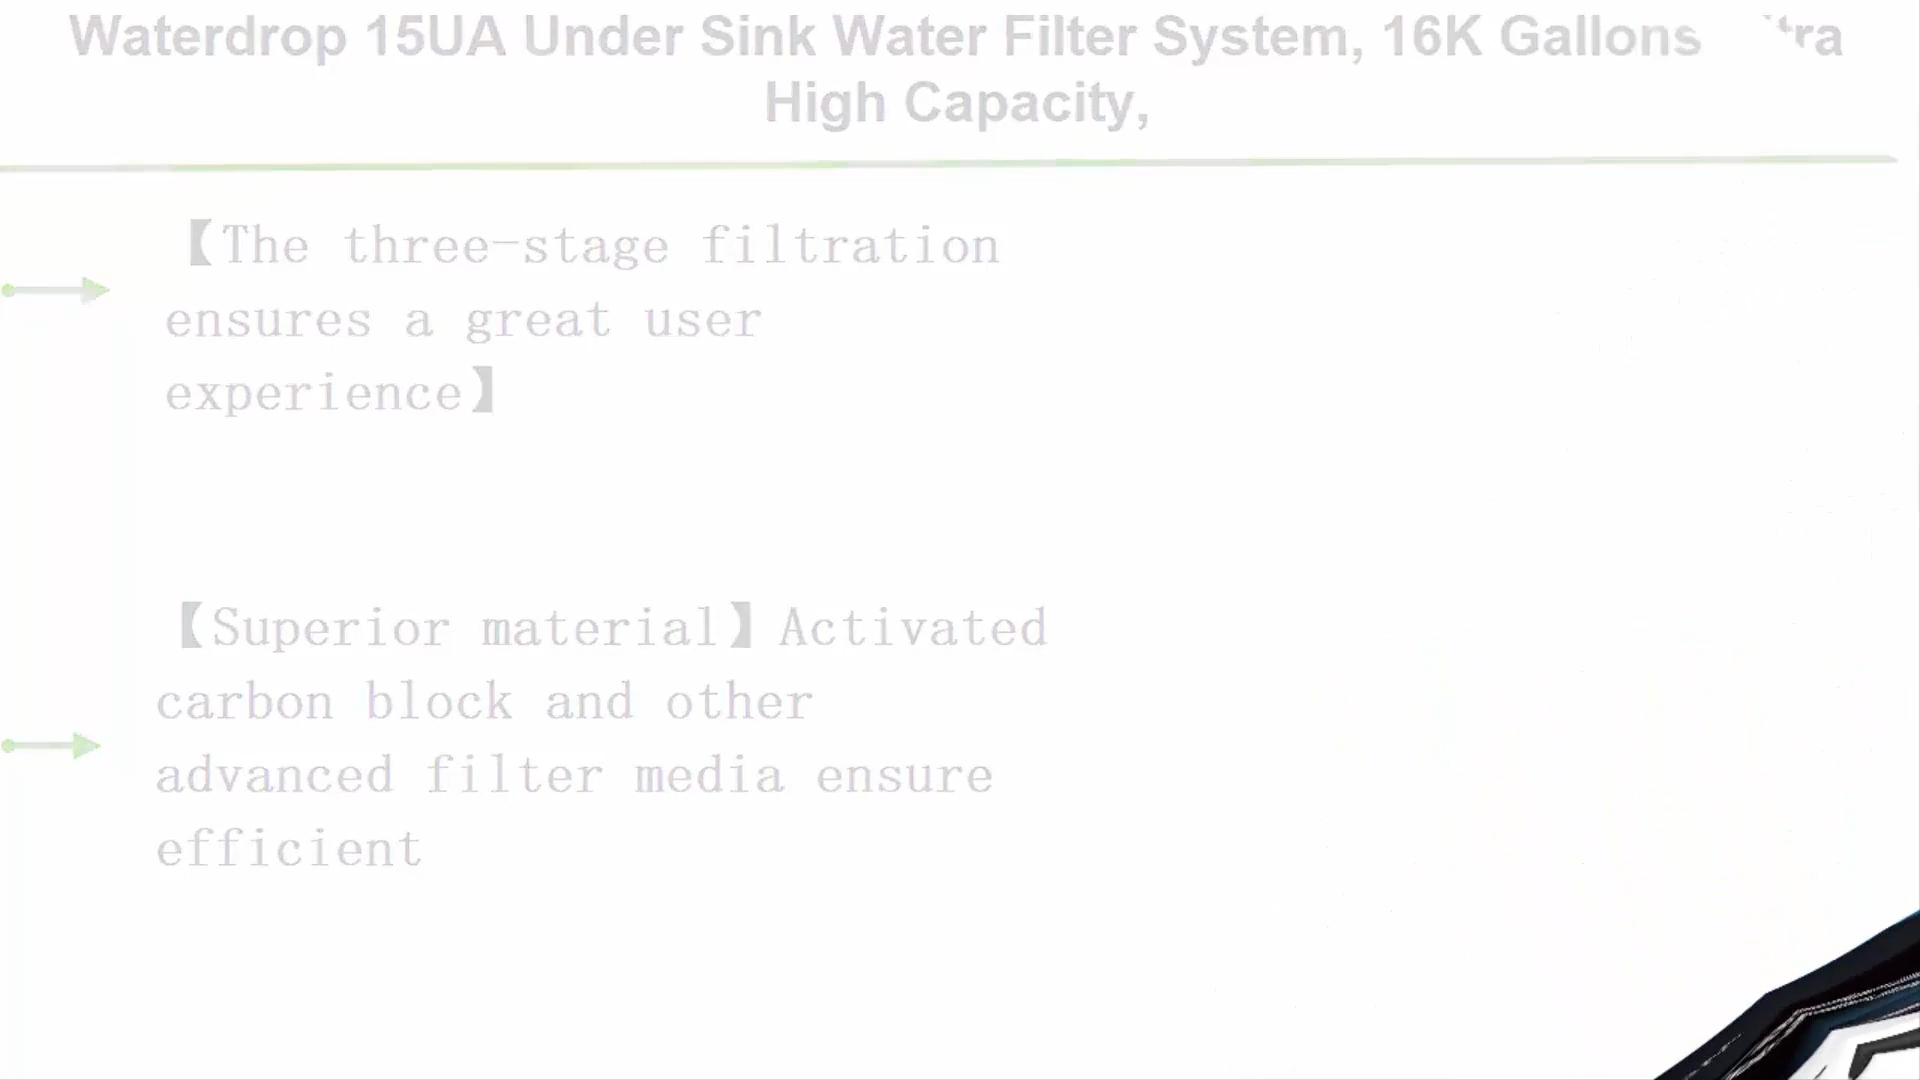 Waterdrop 15UA Under Sink Water Filter System, 16K Gallons
High Capacity,
【The three-stage filtration
ensures a great user
experience】
【Superior material】Activated
carbon block and other
advanced filter media ensure
efficient